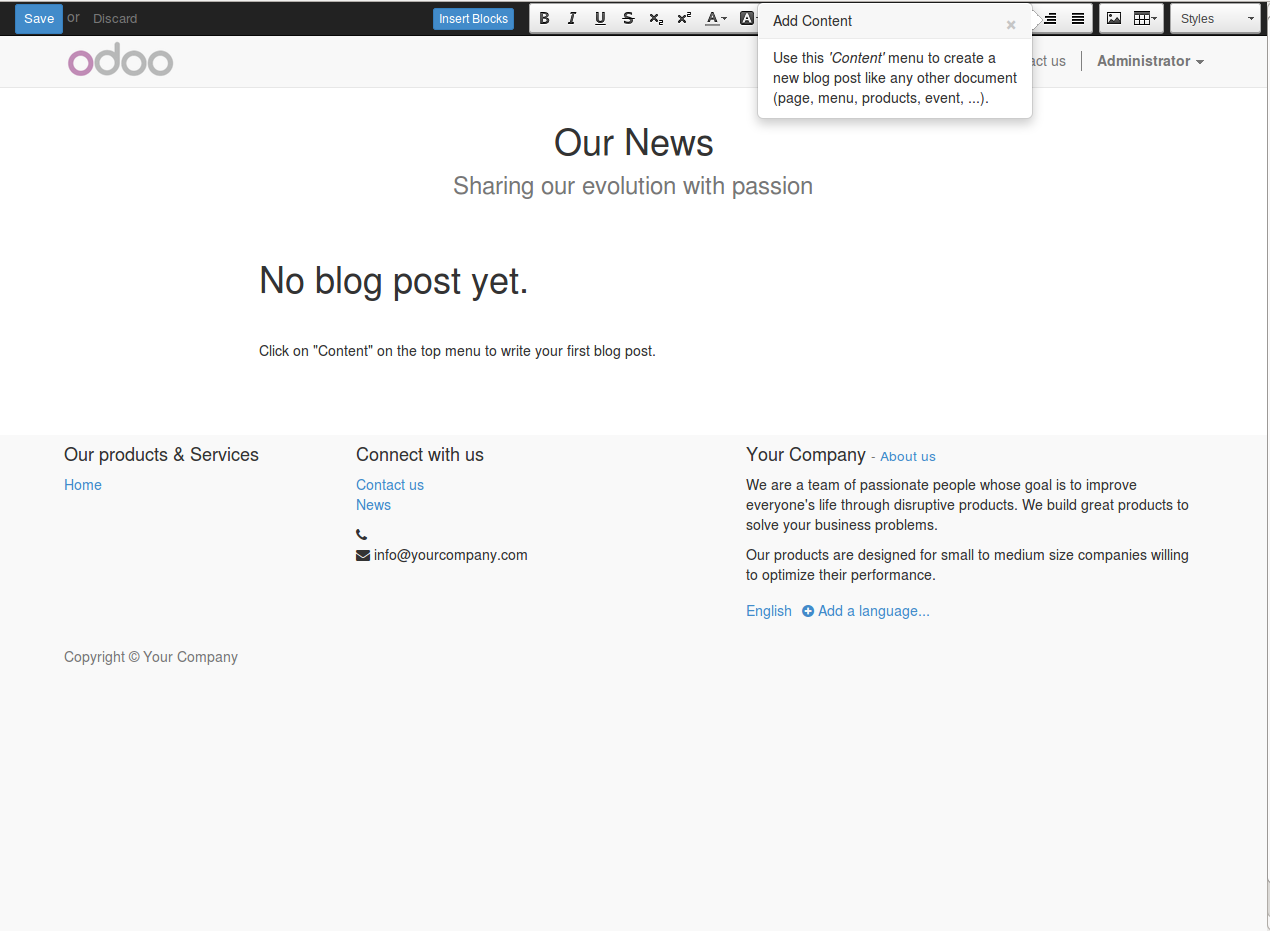 Save or Discard Insert Blocks B I U S x₂ x² A A Styles
Add Content ×
Use this 'Content' menu to create a
new blog post like any other document
(page, menu, products, event, ...).
odoo
act us Administrator
Our News
Sharing our evolution with passion
No blog post yet.
Click on "Content" on the top menu to write your first blog post.
Our products & Services
Home
Connect with us
Contact us
News
info@yourcompany.com
Your Company - About us
We are a team of passionate people whose goal is to improve
everyone's life through disruptive products. We build great products to
solve your business problems.
Our products are designed for small to medium size companies willing
to optimize their performance.
English Add a language...
Copyright © Your Company